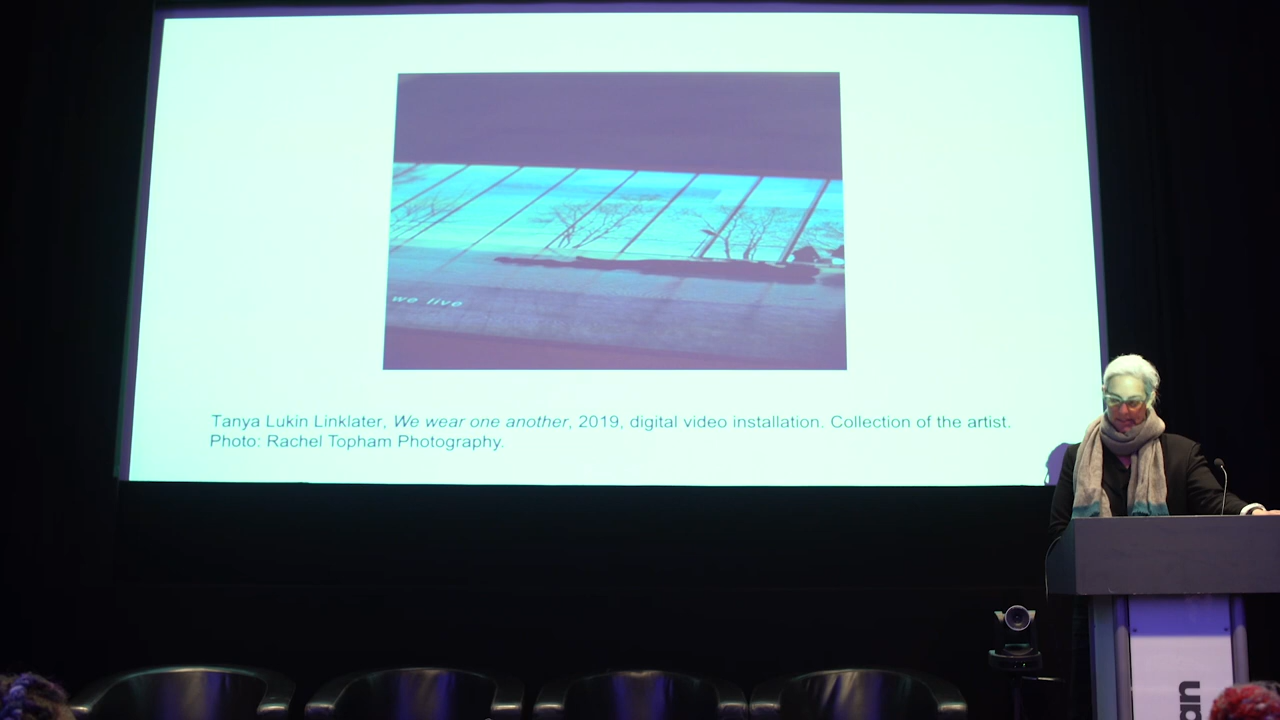 we live
Tanya Lukin Linklater, We wear one another, 2019, digital video installation. Collection of the artist.
Photo: Rachel Topham Photography.
an